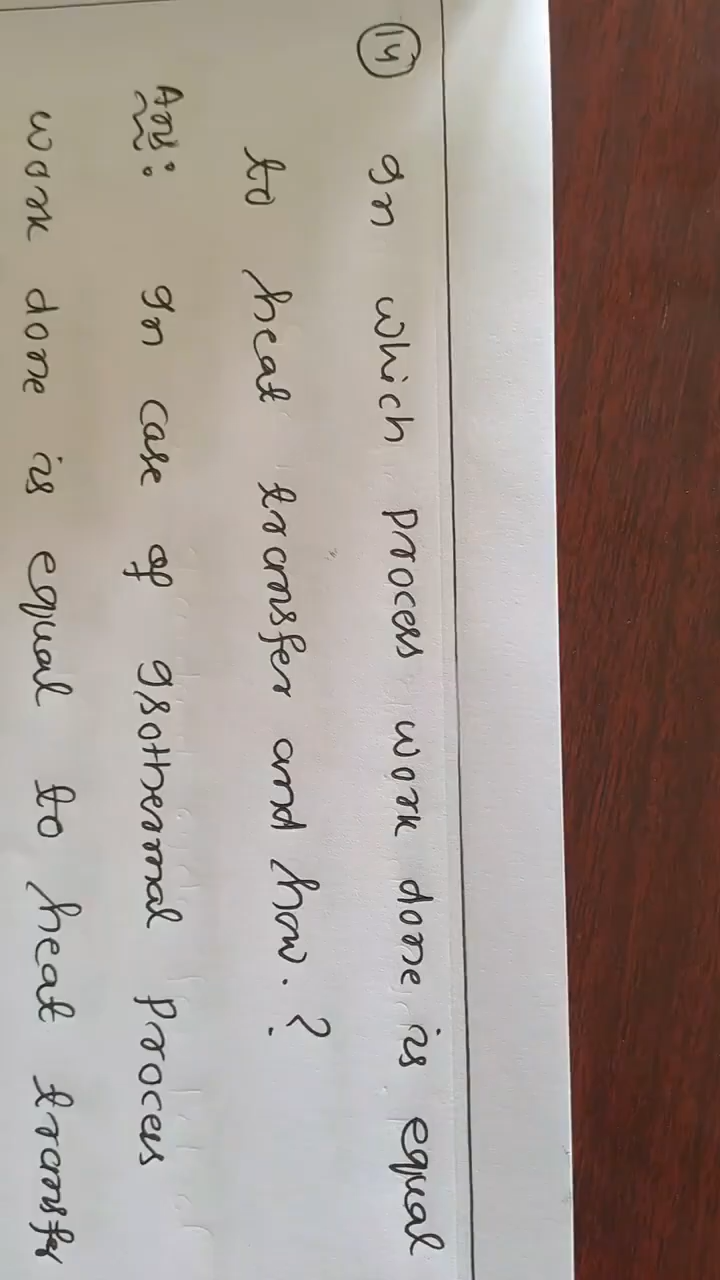 14 In which process work done is equal
to heat transfer and how.?
Ans: In case of Isothermal process
work done is equal to heat transfer